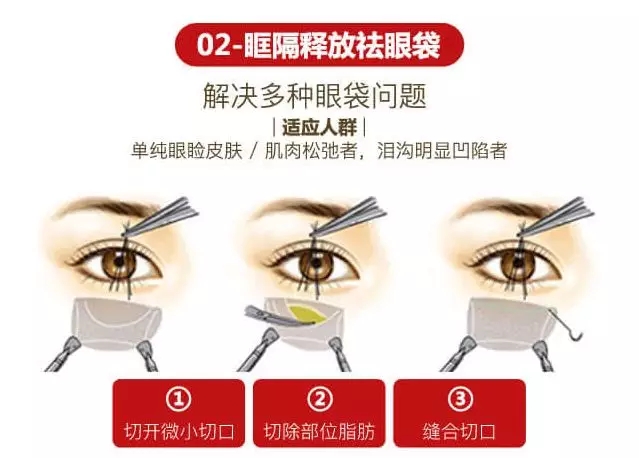 02-眶隔释放祛眼袋
解决多种眼袋问题
| 适应人群 |
单纯眼睑皮肤 / 肌肉松弛者，泪沟明显凹陷者
① ② ③
切开微小切口 切除部位脂肪 缝合切口